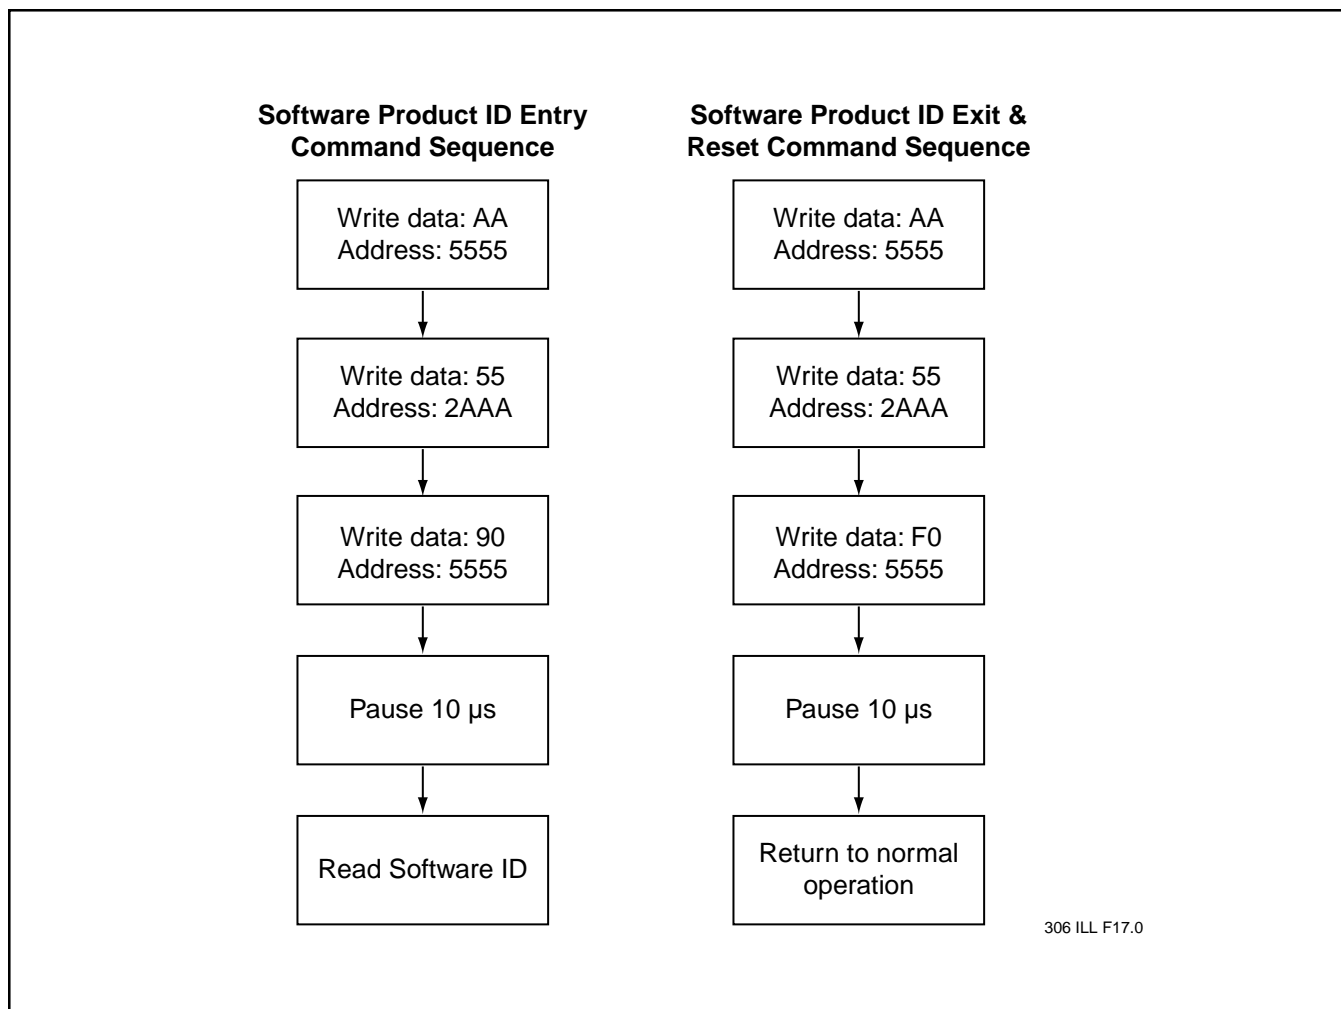 Software Product ID Entry
Command Sequence
Write data: AA
Address: 5555
Write data: 55
Address: 2AAA
Write data: 90
Address: 5555
Pause 10 µs
Read Software ID
Software Product ID Exit &
Reset Command Sequence
Write data: AA
Address: 5555
Write data: 55
Address: 2AAA
Write data: F0
Address: 5555
Pause 10 µs
Return to normal
operation
306 ILL F17.0